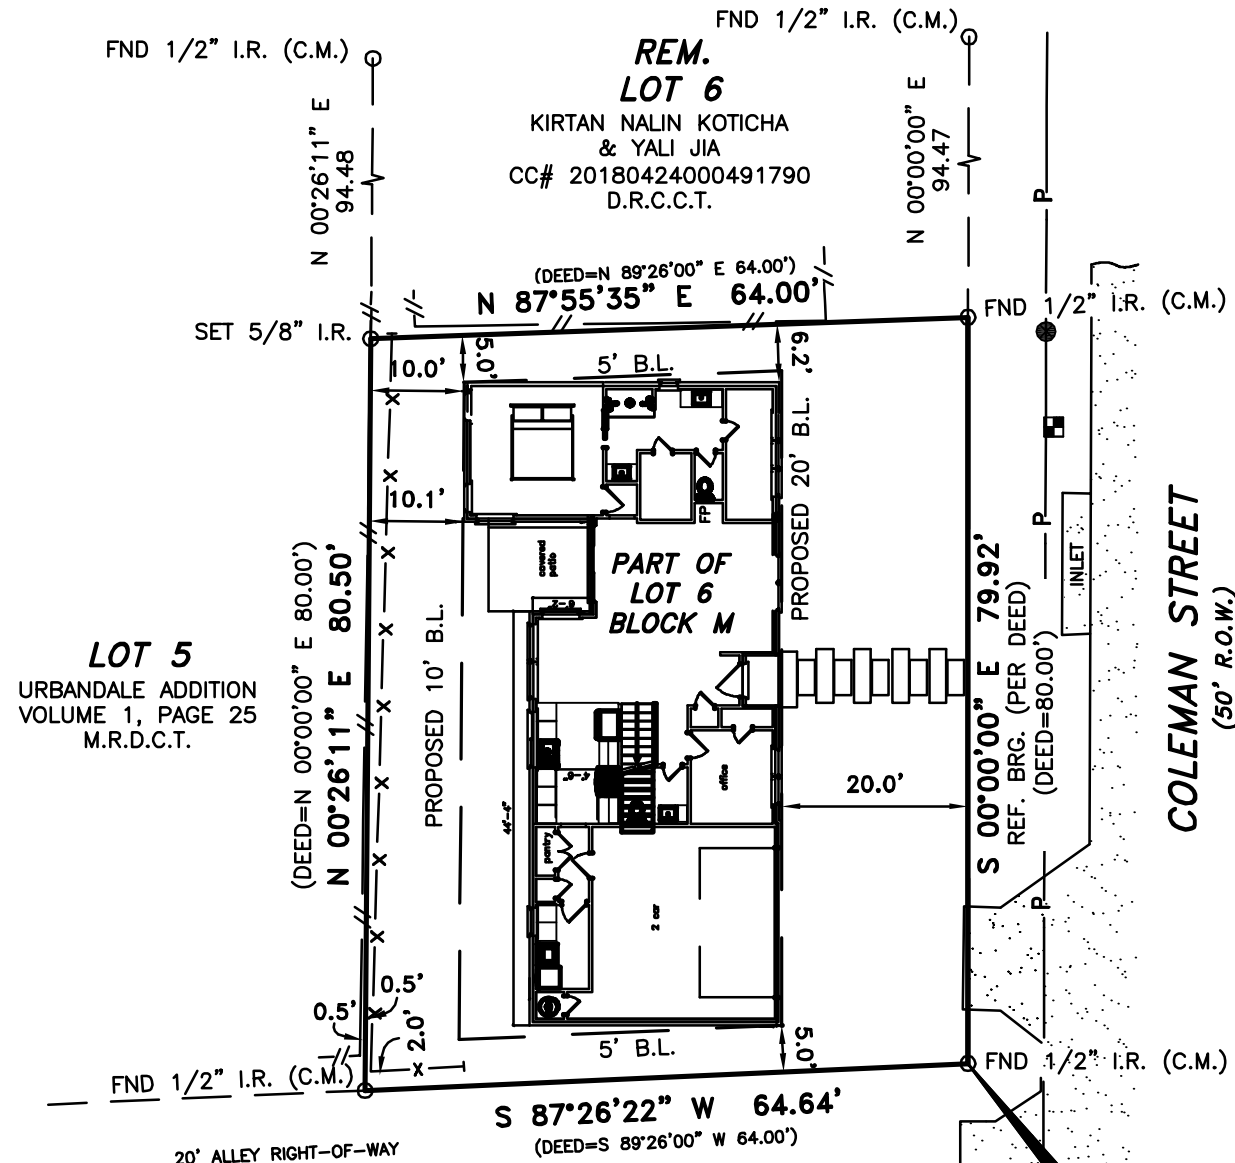 FND 1/2" I.R. (C.M.)
FND 1/2" I.R. (C.M.)
REM.
LOT 6
KIRTAN NALIN KOTICHA
& YALI JIA
CC# 20180424000491790
D.R.C.C.T.
N 00°26'11" E
94.48
N 00°00'00" E
94.47
P
(DEED=N 89°26'00" E 64.00')
N 87°55'35" E 64.00'
FND 1/2" I.R. (C.M.)
SET 5/8" I.R.
10.0'
5.0'
5' B.L.
6.2'
PROPOSED 20' B.L.
10.1'
FP
P
covered
patio
PART OF
LOT 6
BLOCK M
INLET
COLEMAN STREET
(50' R.O.W.)
(DEED=N 00°00'00" E 80.00')
N 00°26'11" E 80.50'
S 00°00'00" E 79.92'
REF. BRG. (PER DEED)
(DEED=80.00')
LOT 5
URBANDALE ADDITION
VOLUME 1, PAGE 25
M.R.D.C.T.
PROPOSED 10' B.L.
office
20.0'
44'-4"
pantry
2 car
P
0.5'
0.5'
2.0'
5' B.L.
5.0'
FND 1/2" I.R. (C.M.)
FND 1/2" I.R. (C.M.)
S 87°26'22" W 64.64'
(DEED=S 89°26'00" W 64.00')
20' ALLEY RIGHT-OF-WAY